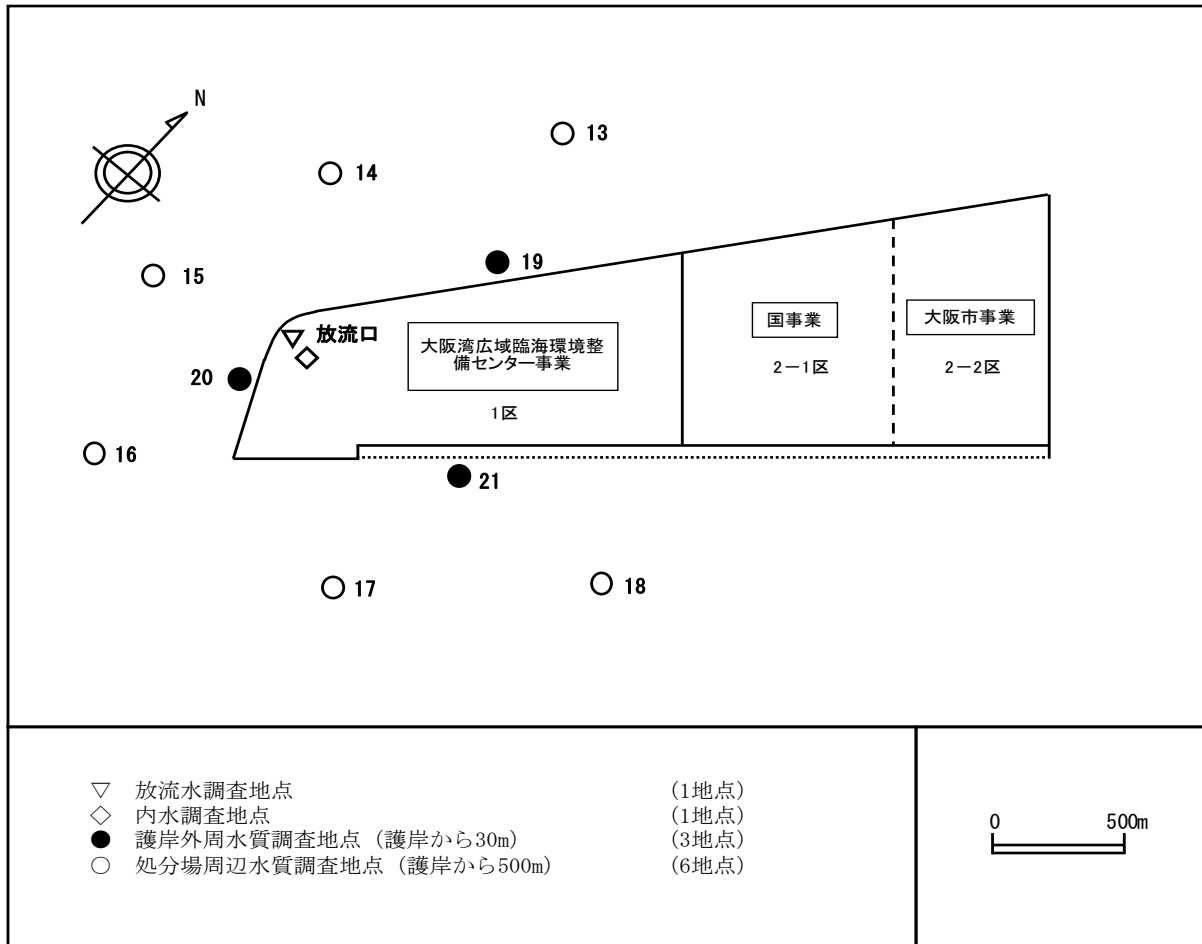 N
13
14
15
19
放流口
大阪湾広域臨海環境整
備センター事業
国事業
大阪市事業
20
1区
2－1区
2－2区
16
21
17
18
▽ 放流水調査地点 (1地点)
◇ 内水調査地点 (1地点)
● 護岸外周水質調査地点 (護岸から30m) (3地点)
○ 処分場周辺水質調査地点 (護岸から500m) (6地点)
0 500m